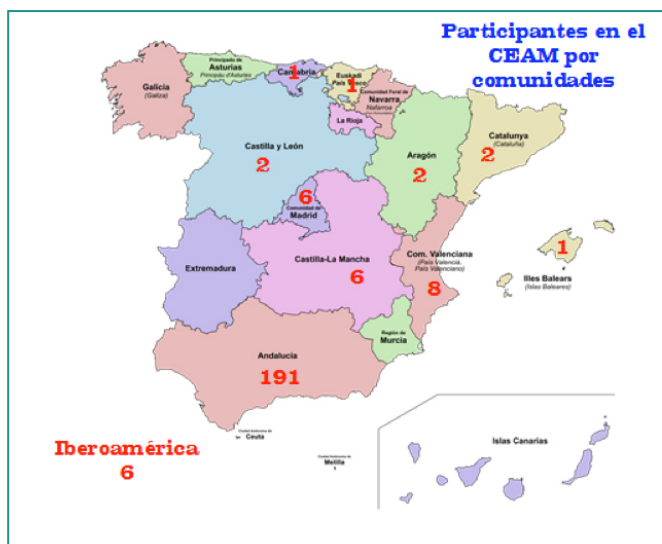 Participantes en el
CEAM por
comunidades
Principado de
Asturias
Principáu d'Asturies
Cantabria
1
Euskadi
País Vasco
1
Galicia
(Galiza)
Comunidad Foral de
Navarra
Nafarroa
La Rioja
Castilla y León
2
Aragón
2
Catalunya
(Cataluña)
2
6
Comunidad de
Madrid
Extremadura
Castilla-La Mancha
6
Com. Valenciana
(País Valencià,
País Valenciano)
8
1
Illes Balears
(Islas Baleares)
Región de
Murcia
Andalucía
191
Ciudad Autónoma de
Ceuta
Ciudad Autónoma de
Melilla
Islas Canarias
Iberoamérica
6